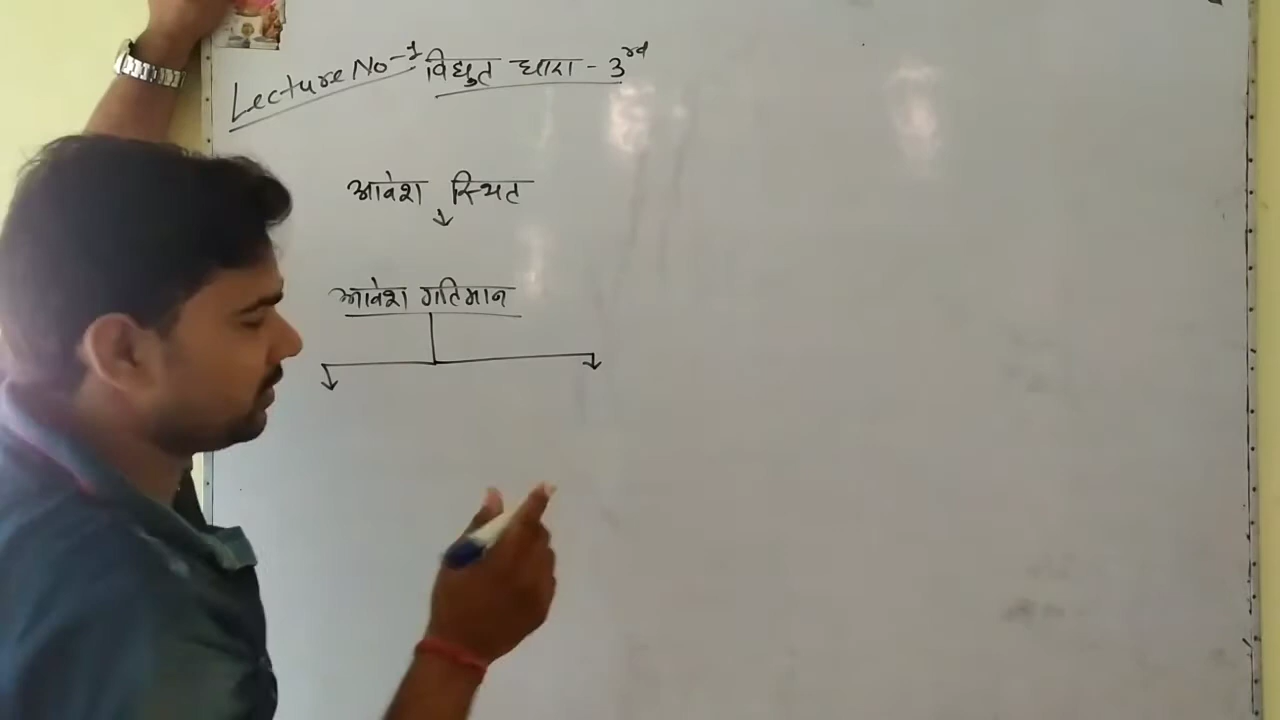 Lecture No-1 विद्युत धारा - 3rd
आवेश स्थित
आवेश गतिमान